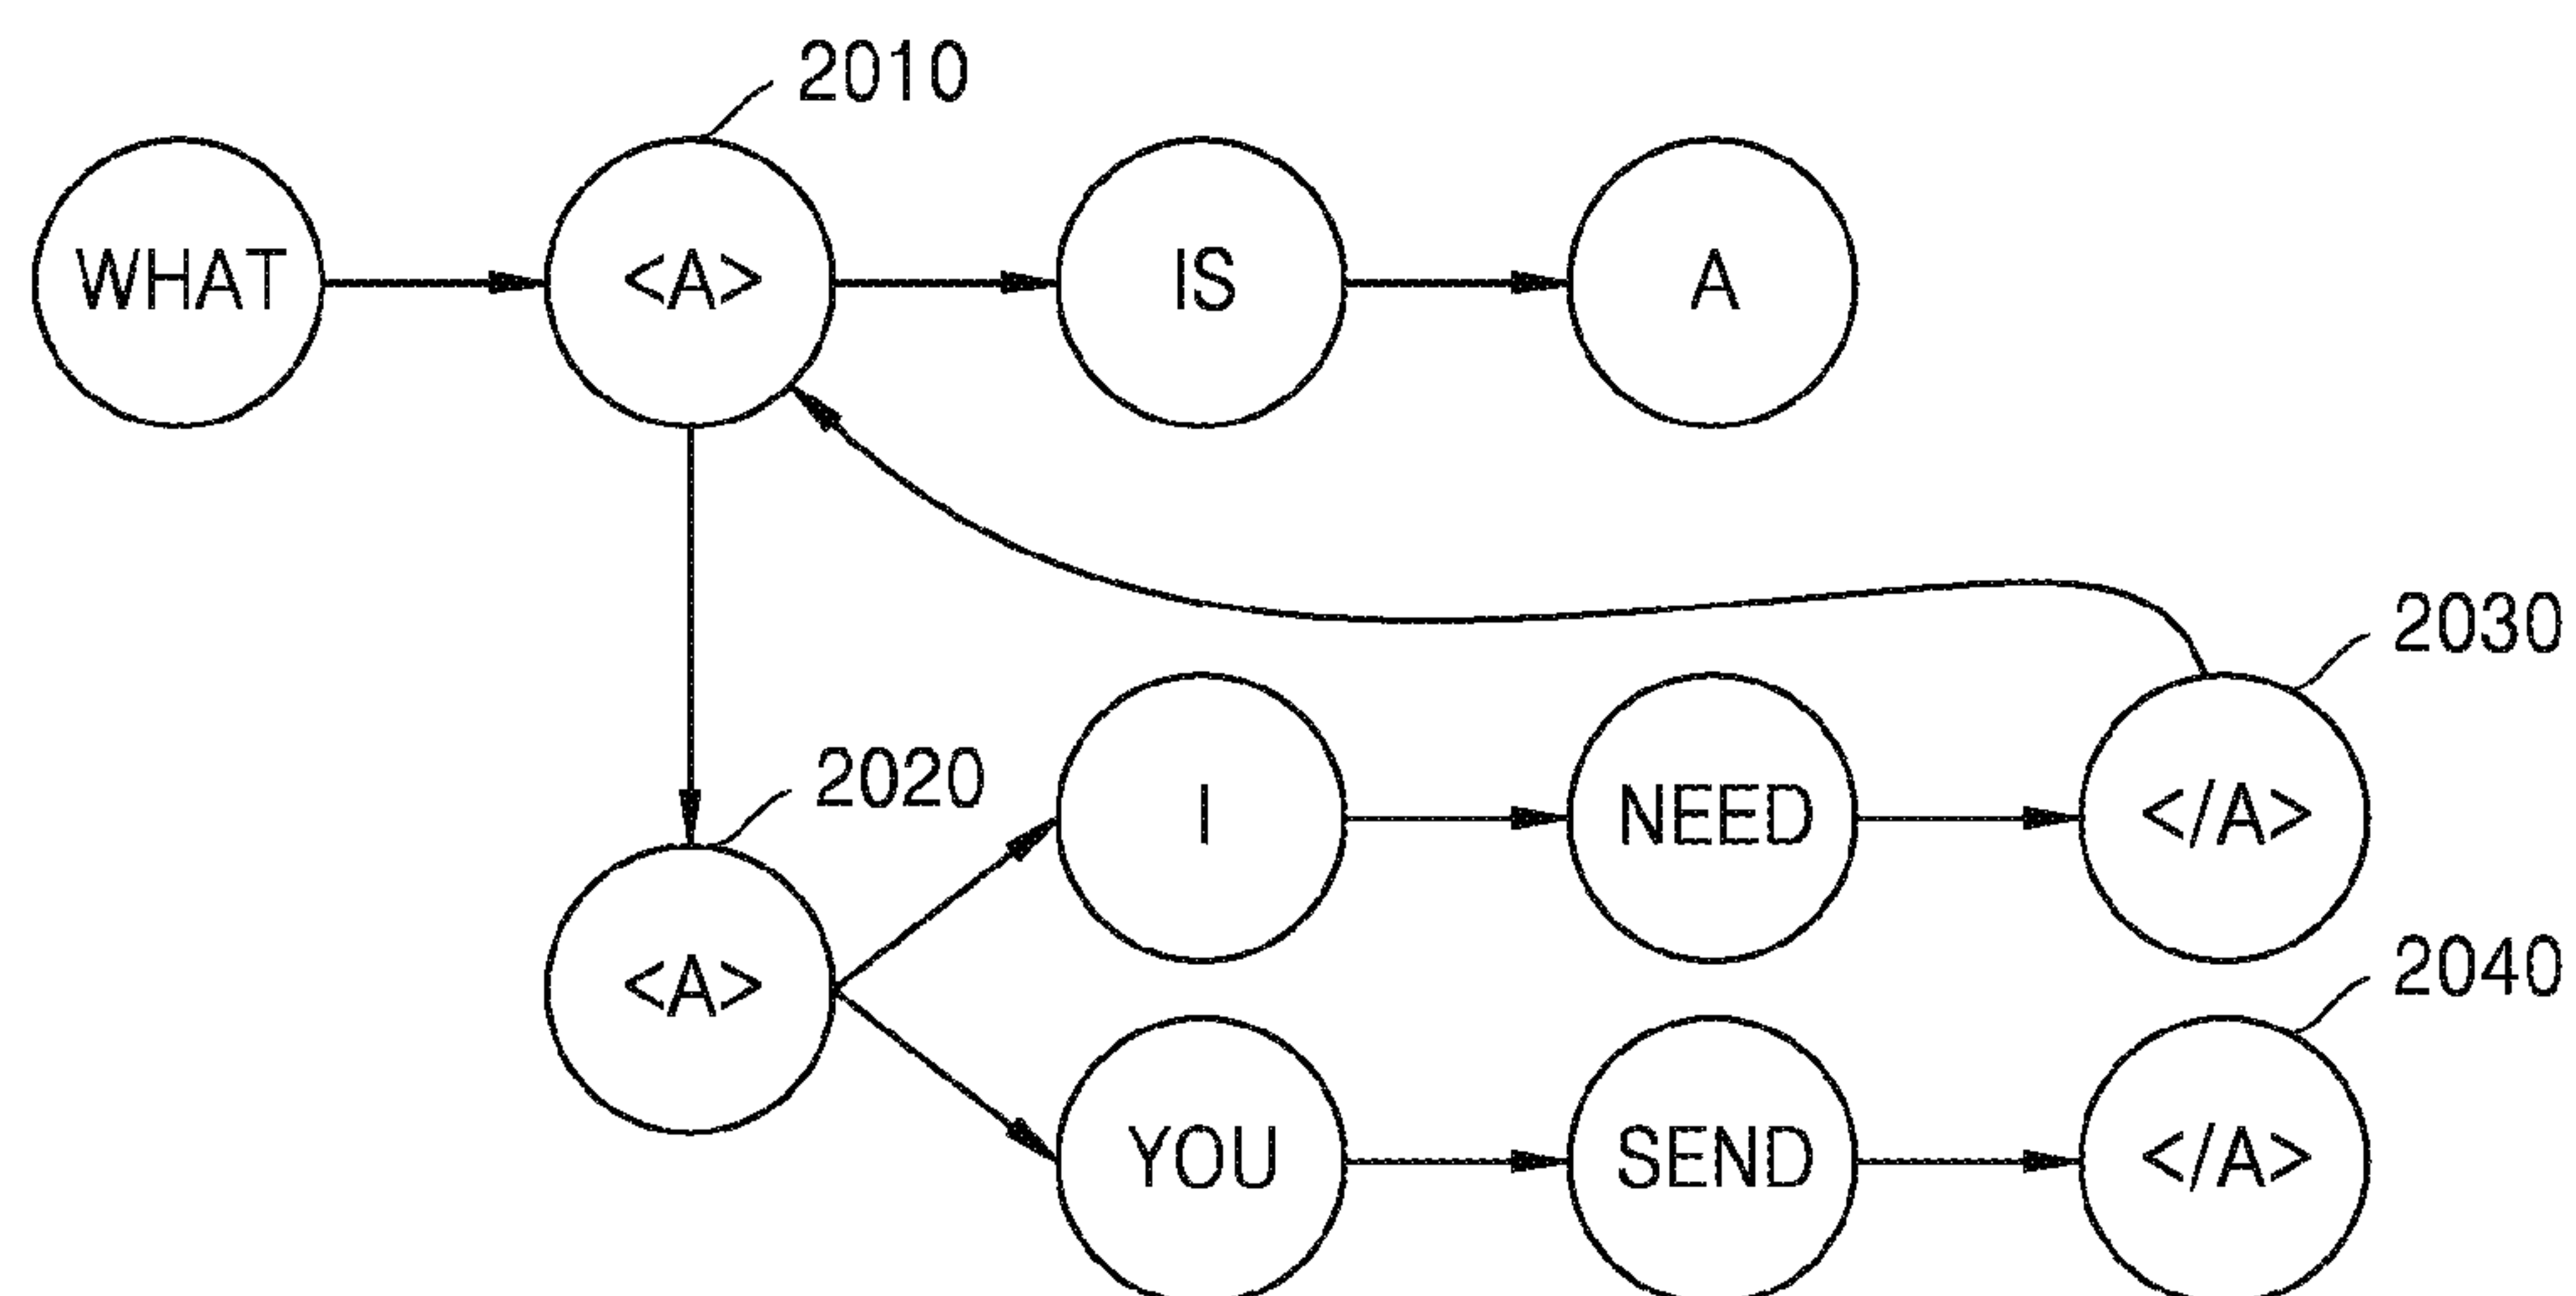 2010
WHAT <A> IS A
2030
2020
I NEED </A>
<A>
2040
YOU SEND </A>